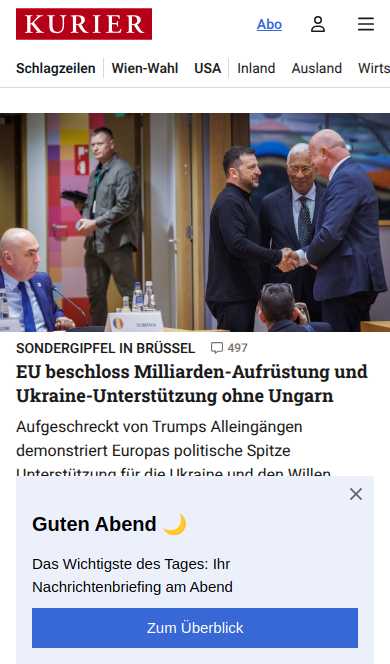 KURIER
Abo
Schlagzeilen Wien-Wahl USA Inland Ausland Wirts
SONDERGIPFEL IN BRÜSSEL 497
EU beschloss Milliarden-Aufrüstung und
Ukraine-Unterstützung ohne Ungarn
Aufgeschreckt von Trumps Alleingängen
demonstriert Europas politische Spitze
Unterstützung für die Ukraine und den Willen
Guten Abend 🌙
Das Wichtigste des Tages: Ihr
Nachrichtenbriefing am Abend
Zum Überblick